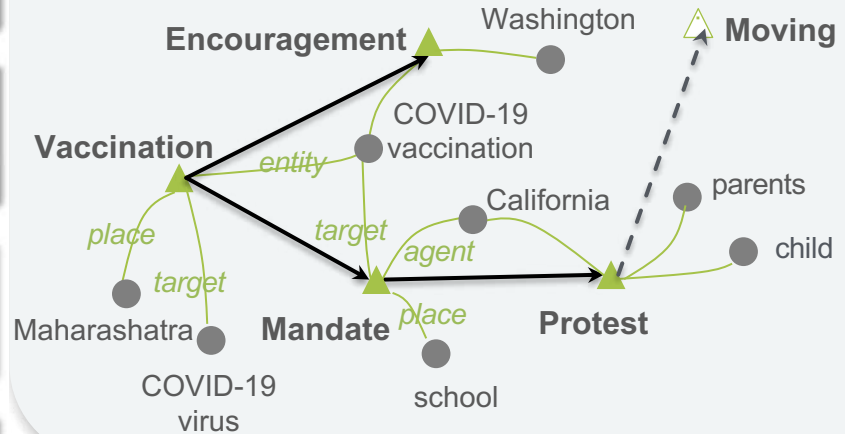 Washington
Encouragement
Moving
COVID-19
vaccination
Vaccination
entity
parents
California
place
target
agent
child
target
Maharashatra
Mandate
place
Protest
COVID-19
virus
school